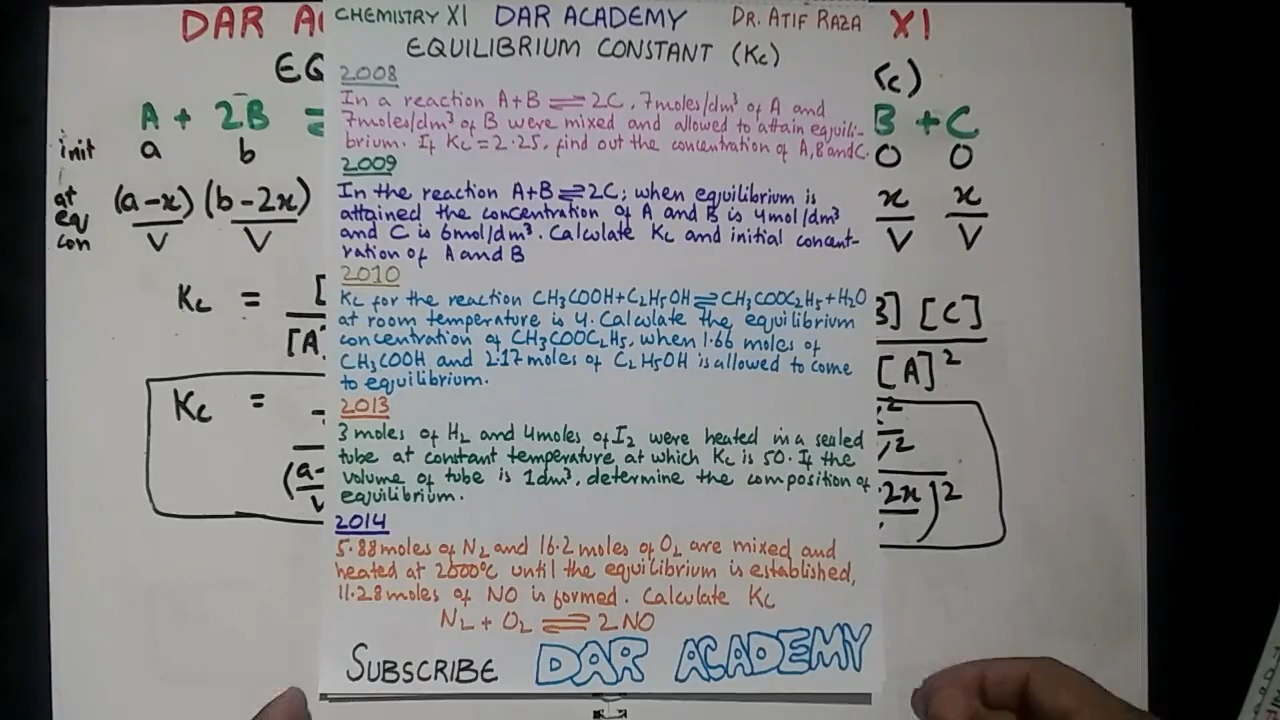 DAR
XI
CHEMISTRY XI DAR ACADEMY DR. ATIF RAZA
EQUILIBRIUM CONSTANT (Kc)
2008
In a reaction A+B ⇌ 2C, 7moles/dm³ of A and
7moles/dm³ of B were mixed and allowed to attain equili-
brium. If Kc = 2.25, find out the concentration of A, B and C.
2009
In the reaction A+B ⇌ 2C; when equilibrium is
attained the concentration of A and B is 4mol/dm³
and C is 6mol/dm³. Calculate Kc and initial concent-
ration of A and B
2010
Kc for the reaction CH₃COOH+C₂H₅OH ⇌ CH₃COOC₂H₅+H₂O
at room temperature is 4. Calculate the equilibrium
concentration of CH₃COOC₂H₅, when 1.66 moles of
CH₃COOH and 2.17 moles of C₂H₅OH is allowed to come
to equilibrium.
2013
3 moles of H₂ and 4moles of I₂ were heated in a sealed
tube at constant temperature at which Kc is 50. If the
volume of tube is 1dm³, determine the composition of
equilibrium.
2014
5.88moles of N₂ and 16.2 moles of O₂ are mixed and
heated at 2000°C until the equilibrium is established,
11.28 moles of NO is formed. Calculate Kc
N₂ + O₂ ⇌ 2NO
SUBSCRIBE DAR ACADEMY
A + 2B ⇌
init a b
at eq con (a-x)/V (b-2x)/V
Kc =
Kc =
B + C
0 0
x/V x/V
[C]
[A]²